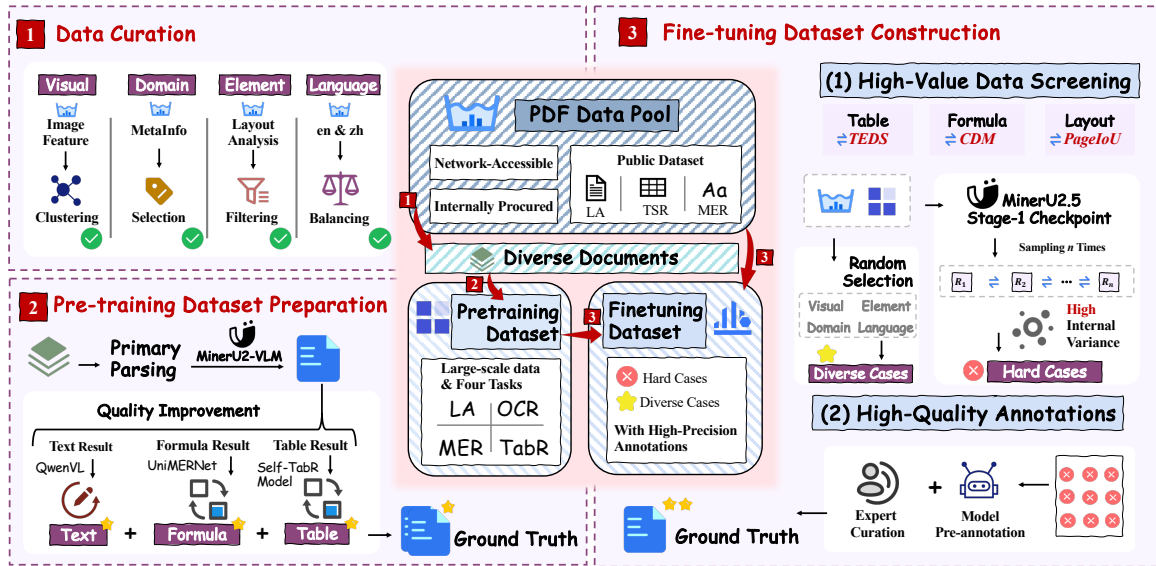 1 Data Curation
Visual
Domain
Element
Language
Image
Feature
MetaInfo
Layout
Analysis
en & zh
Clustering
Selection
Filtering
Balancing
PDF Data Pool
Network-Accessible
Internally Procured
Public Dataset
LA
TSR
Aa
MER
1
Diverse Documents
2
3
Pretraining
Dataset
Large-scale data
& Four Tasks
LA OCR
MER TabR
3
Finetuning
Dataset
Hard Cases
Diverse Cases
With High-Precision
Annotations
2 Pre-training Dataset Preparation
Primary
Parsing
MinerU2-VLM
Quality Improvement
Text Result
Formula Result
Table Result
QwenVL
UniMERNet
Self-TabR
Model
Text + Formula + Table
Ground Truth
3 Fine-tuning Dataset Construction
(1) High-Value Data Screening
Table
⇌TEDS
Formula
⇌CDM
Layout
⇌PageIoU
MinerU2.5
Stage-1 Checkpoint
Sampling n Times
R1 ⇌ R2 ⇌ ··· ⇌ Rn
Random
Selection
Visual Element
Domain Language
Diverse Cases
High
Internal
Variance
Hard Cases
(2) High-Quality Annotations
Expert
Curation
+
Model
Pre-annotation
Ground Truth